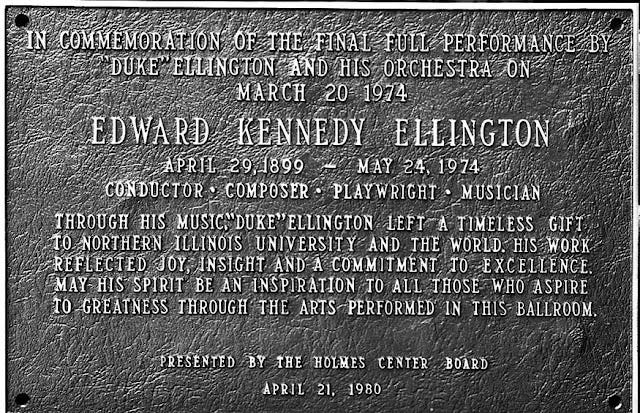 IN COMMEMORATION OF THE FINAL FULL PERFORMANCE BY
"DUKE" ELLINGTON AND HIS ORCHESTRA ON
MARCH 20 1974
EDWARD KENNEDY ELLINGTON
APRIL 29, 1899 – MAY 24, 1974
CONDUCTOR • COMPOSER • PLAYWRIGHT • MUSICIAN
THROUGH HIS MUSIC, "DUKE" ELLINGTON LEFT A TIMELESS GIFT
TO NORTHERN ILLINOIS UNIVERSITY AND THE WORLD. HIS WORK
REFLECTED JOY, INSIGHT AND A COMMITMENT TO EXCELLENCE.
MAY HIS SPIRIT BE AN INSPIRATION TO ALL THOSE WHO ASPIRE
TO GREATNESS THROUGH THE ARTS PERFORMED IN THIS BALLROOM.
PRESENTED BY THE HOLMES CENTER BOARD
APRIL 21, 1980